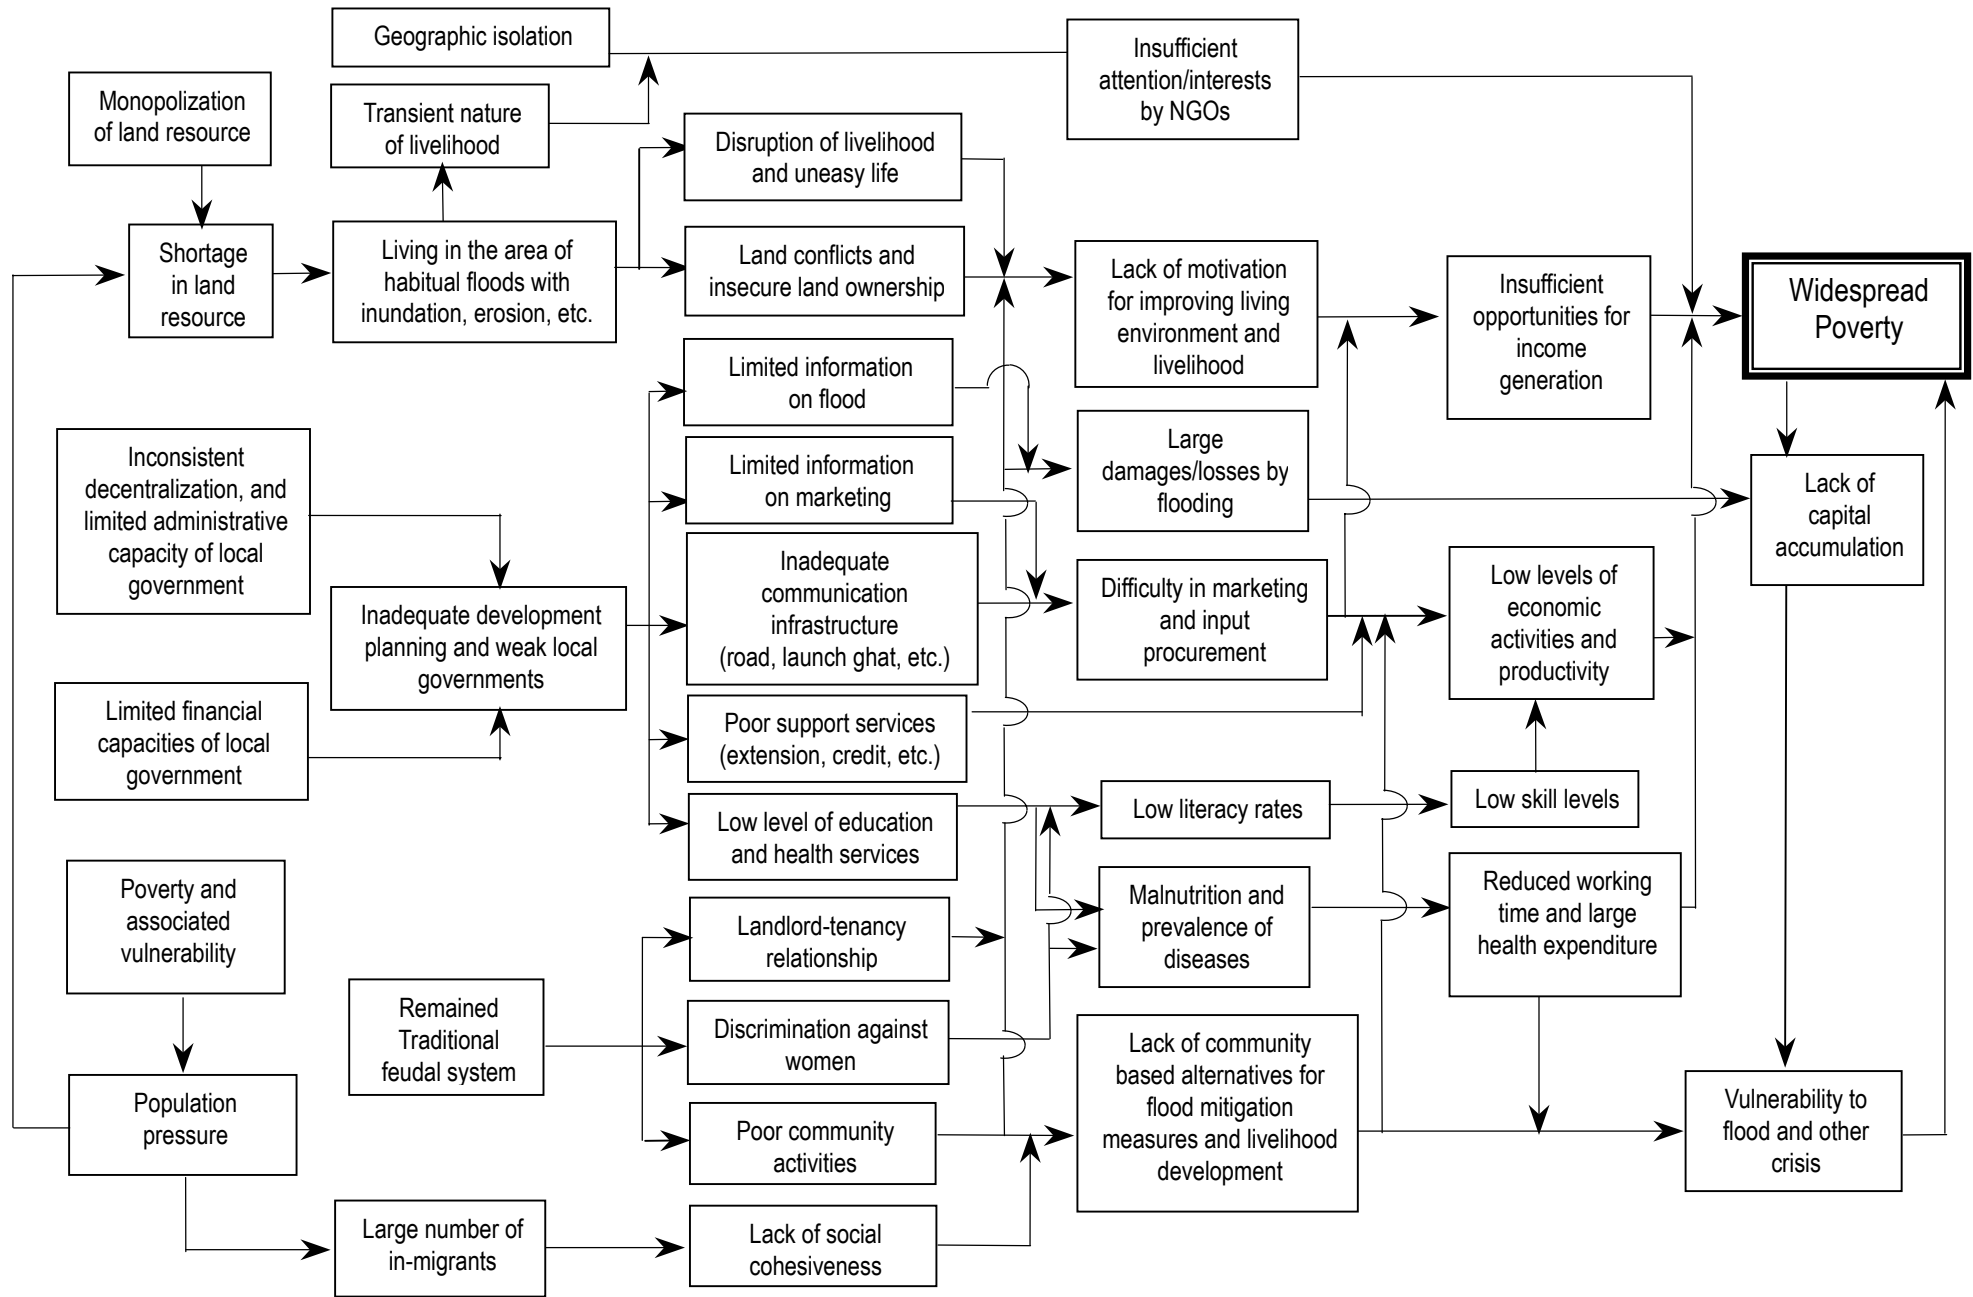 Geographic isolation
Insufficient
attention/interests
by NGOs
Monopolization
of land resource
Transient nature
of livelihood
Disruption of livelihood
and uneasy life
Shortage
in land
resource
Living in the area of
habitual floods with
inundation, erosion, etc.
Land conflicts and
insecure land ownership
Lack of motivation
for improving living
environment and
livelihood
Insufficient
opportunities for
income
generation
Widespread
Poverty
Limited information
on flood
Inconsistent
decentralization, and
limited administrative
capacity of local
government
Limited information
on marketing
Large
damages/losses by
flooding
Lack of
capital
accumulation
Inadequate development
planning and weak local
governments
Inadequate
communication
infrastructure
(road, launch ghat, etc.)
Difficulty in marketing
and input
procurement
Low levels of
economic
activities and
productivity
Limited financial
capacities of local
government
Poor support services
(extension, credit, etc.)
Low level of education
and health services
Low literacy rates
Low skill levels
Poverty and
associated
vulnerability
Landlord-tenancy
relationship
Malnutrition and
prevalence of
diseases
Reduced working
time and large
health expenditure
Remained
Traditional
feudal system
Discrimination against
women
Lack of community
based alternatives for
flood mitigation
measures and livelihood
development
Population
pressure
Poor community
activities
Vulnerability to
flood and other
crisis
Large number of
in-migrants
Lack of social
cohesiveness